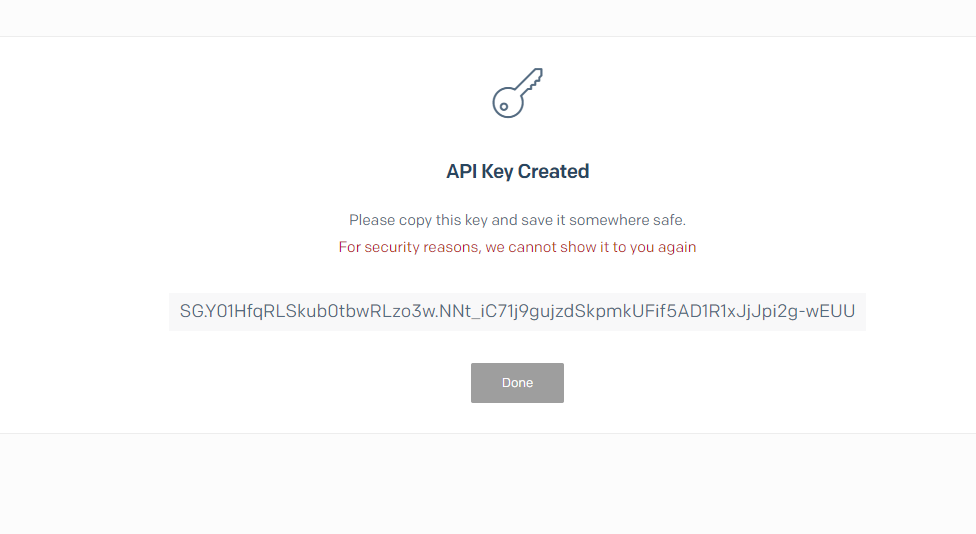 API Key Created
Please copy this key and save it somewhere safe.
For security reasons, we cannot show it to you again
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
Done